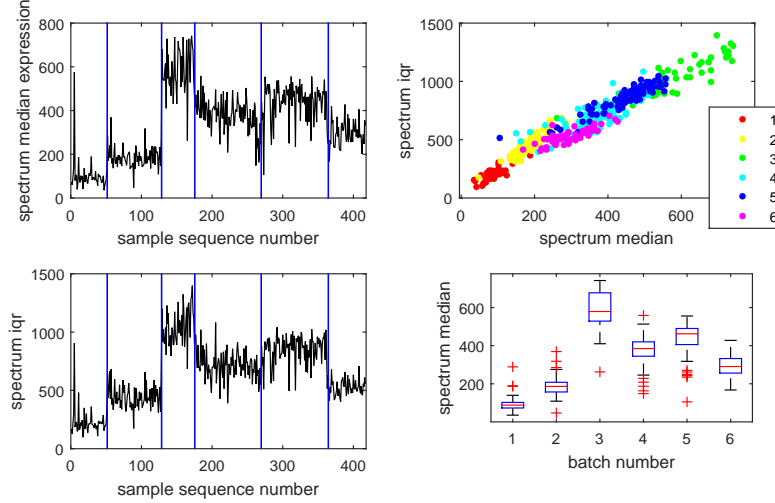 800
600
400
200
0
0 100 200 300 400
spectrum median expression
sample sequence number
1500
1000
500
0
0 200 400 600
spectrum iqr
spectrum median
1
2
3
4
5
6
1500
1000
500
0
0 100 200 300 400
spectrum iqr
sample sequence number
600
400
200
1 2 3 4 5 6
spectrum median
batch number